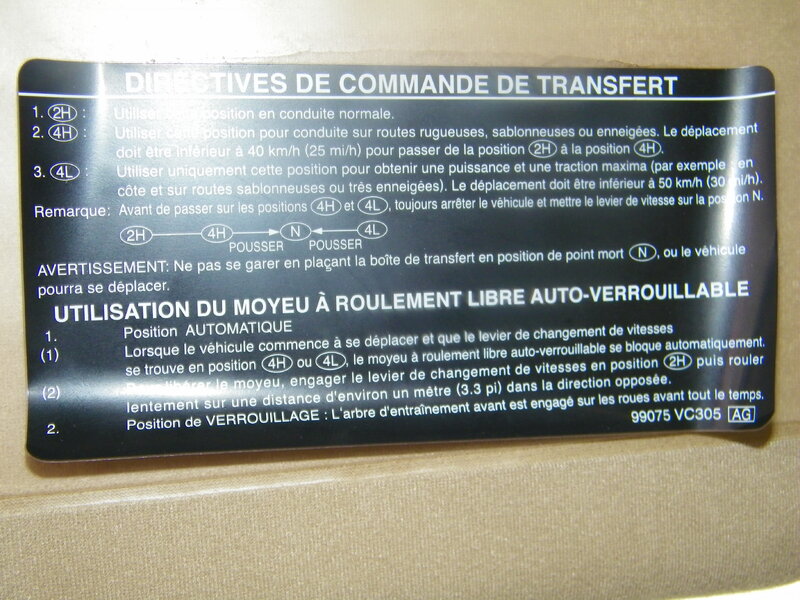 DIRECTIVES DE COMMANDE DE TRANSFERT
1. 2H : Utiliser cette position en conduite normale.
2. 4H : Utiliser cette position pour conduite sur routes rugueuses, sablonneuses ou enneigées. Le déplacement
doit être inférieur à 40 km/h (25 mi/h) pour passer de la position 2H à la position 4H.
3. 4L : Utiliser uniquement cette position pour obtenir une puissance et une traction maxima (par exemple : en
côte et sur routes sablonneuses ou très enneigées). Le déplacement doit être inférieur à 50 km/h (30 mi/h).
Remarque: Avant de passer sur les positions 4H et 4L, toujours arrêter le véhicule et mettre le levier de vitesse sur la position N.
2H 4H N 4L
POUSSER POUSSER
AVERTISSEMENT: Ne pas se garer en plaçant la boîte de transfert en position de point mort N, ou le véhicule
pourra se déplacer.
UTILISATION DU MOYEU À ROULEMENT LIBRE AUTO-VERROUILLABLE
1. Position AUTOMATIQUE
(1) Lorsque le véhicule commence à se déplacer et que le levier de changement de vitesses
se trouve en position 4H ou 4L, le moyeu à roulement libre auto-verrouillable se bloque automatiquement.
(2) Pour libérer le moyeu, engager le levier de changement de vitesses en position 2H puis rouler
lentement sur une distance d'environ un mètre (3.3 pi) dans la direction opposée.
2. Position de VERROUILLAGE : L'arbre d'entraînement avant est engagé sur les roues avant tout le temps.
99075 VC305 AG